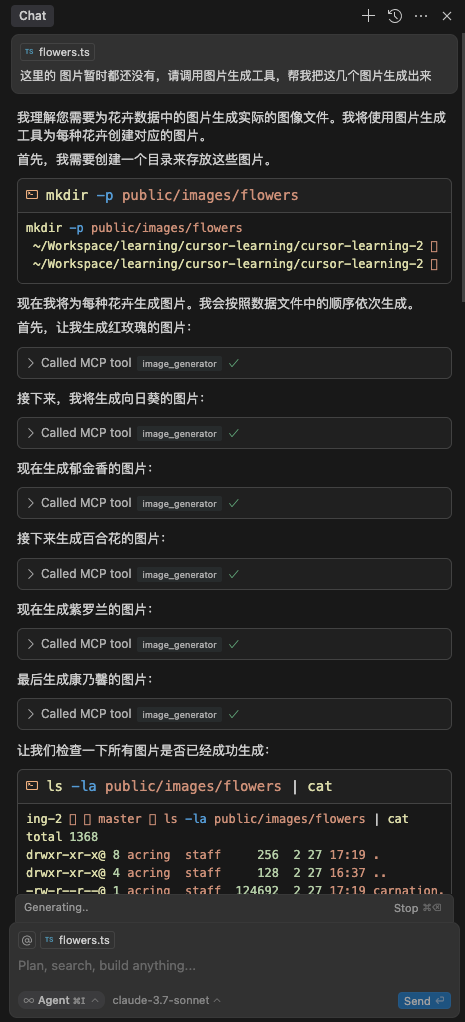 Chat
TS flowers.ts
这里的 图片暂时都还没有，请调用图片生成工具，帮我把这几个图片生成出来
我理解您需要为花卉数据中的图片生成实际的图像文件。我将使用图片生成
工具为每种花卉创建对应的图片。
首先，我需要创建一个目录来存放这些图片。
mkdir -p public/images/flowers
mkdir -p public/images/flowers
~/Workspace/learning/cursor-learning/cursor-learning-2
~/Workspace/learning/cursor-learning/cursor-learning-2
现在我将为每种花卉生成图片。我会按照数据文件中的顺序依次生成。
首先，让我生成红玫瑰的图片：
Called MCP tool image_generator
接下来，我将生成向日葵的图片：
Called MCP tool image_generator
现在生成郁金香的图片：
Called MCP tool image_generator
接下来生成百合花的图片：
Called MCP tool image_generator
现在生成紫罗兰的图片：
Called MCP tool image_generator
最后生成康乃馨的图片：
Called MCP tool image_generator
让我们检查一下所有图片是否已经成功生成：
ls -la public/images/flowers | cat
ing-2 master ls -la public/images/flowers | cat
total 1368
drwxr-xr-x@ 8 acring staff 256 2 27 17:19 .
drwxr-xr-x@ 4 acring staff 128 2 27 16:37 ..
-rw-r--r--@ 1 acring staff 124692 2 27 17:19 carnation.
Generating..
Stop ⌘⌫
@ TS flowers.ts
Plan, search, build anything...
∞ Agent ⌘I claude-3.7-sonnet
Send ⏎